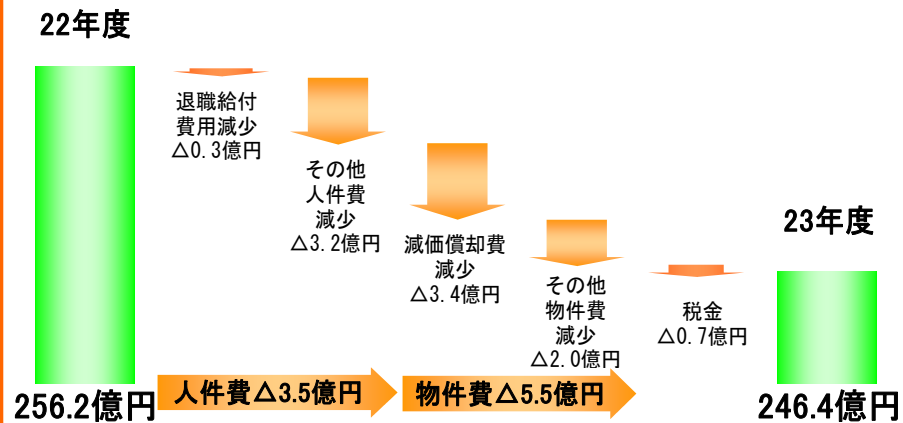 22年度
退職給付
費用減少
△0.3億円
その他
人件費
減少
△3.2億円
減価償却費
減少
△3.4億円
その他
物件費
減少
△2.0億円
税金
△0.7億円
23年度
256.2億円
人件費△3.5億円
物件費△5.5億円
246.4億円